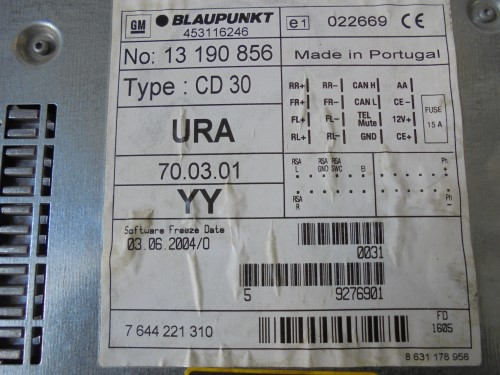 GM BLAUPUNKT e1 022669 CE
453116246
No: 13 190 856 Made in Portugal
Type : CD 30
RR+ RR− CAN H AA
FR+ FR− CAN L CE− FUSE
FL+ FL− TEL Mute 12V+ 15 A
RL+ RL− GND CE+
URA
70.03.01
RSA L RSA GND RSA SWC B Ph +
RSA R Ph −
YY
Software Freeze Date
03.06.2004/0
0031
5 9276901
7 644 221 310
FD
1605
8 631 178 956